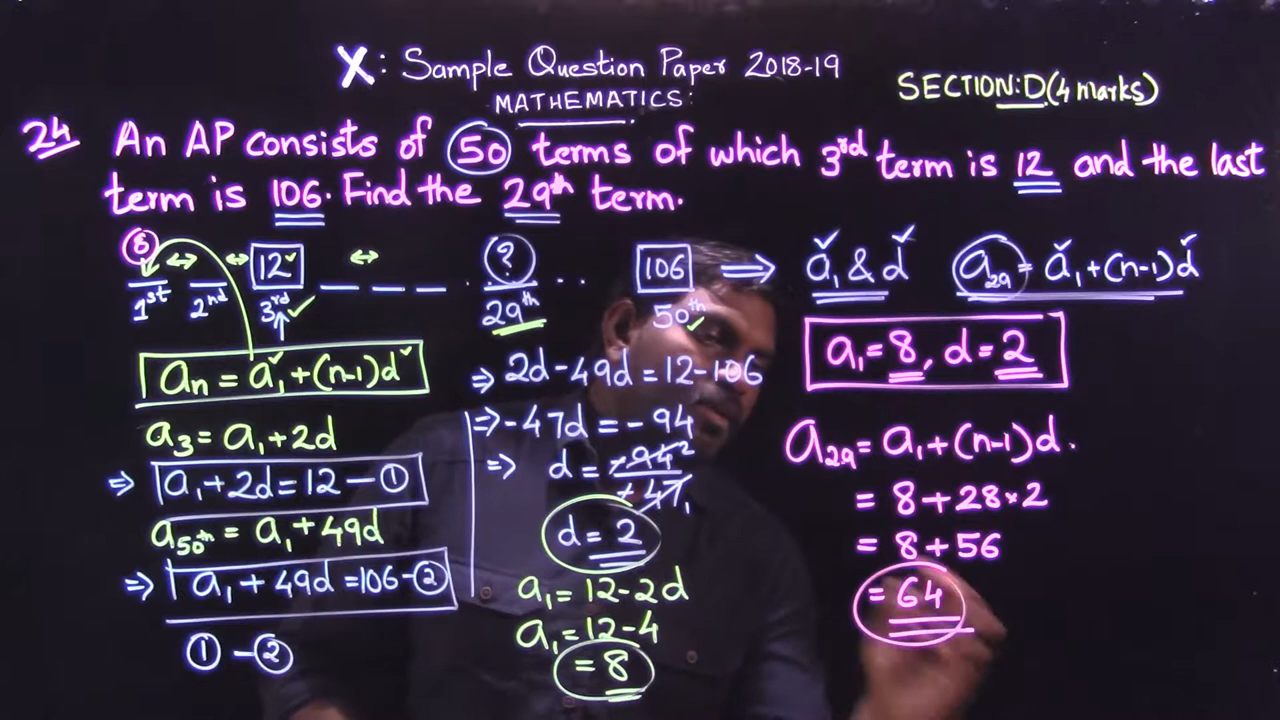 X: Sample Question Paper 2018-19
MATHEMATICS:
SECTION:D(4 marks)
24 An AP consists of 50 terms of which 3rd term is 12 and the last
term is 106. Find the 29th term.
8 ↔ ↔ 12 ✓ ↔ ? .. 106 ⇒ a₁ ✓ & d ✓ a₂₉ = a₁ ✓ + (n-1)d ✓
1st 2nd 3rd ✓ 29th 50th ✓
aₙ = a₁ ✓ + (n-1)d ✓
a₃ = a₁ + 2d
⇒ a₁ + 2d = 12 — ①
a₅₀th = a₁ + 49d
⇒ a₁ + 49d = 106 - ②
① - ②
⇒ 2d - 49d = 12 - 106
⇒ -47d = -94
⇒ d = -94 2
-47 1
d = 2
a₁ = 12 - 2d
a₁ = 12 - 4
= 8
a₁ = 8, d = 2
a₂₉ = a₁ + (n-1)d.
= 8 + 28 × 2
= 8 + 56
= 64